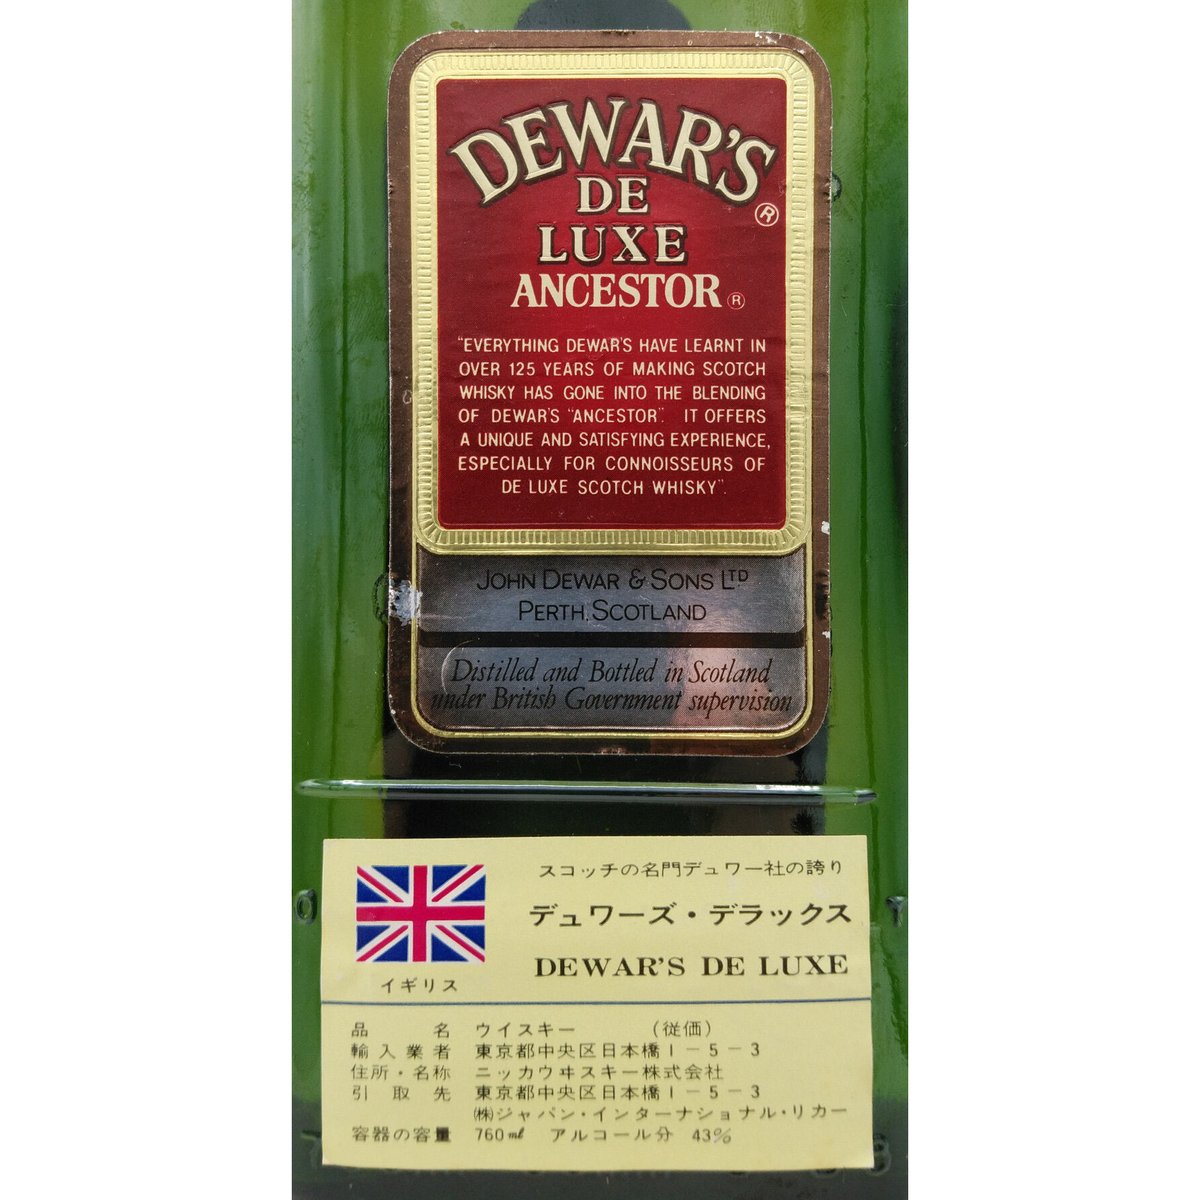 DEWAR'S
®
DE
LUXE
ANCESTOR®
"EVERYTHING DEWAR'S HAVE LEARNT IN
OVER 125 YEARS OF MAKING SCOTCH
WHISKY HAS GONE INTO THE BLENDING
OF DEWAR'S "ANCESTOR". IT OFFERS
A UNIQUE AND SATISFYING EXPERIENCE,
ESPECIALLY FOR CONNOISSEURS OF
DE LUXE SCOTCH WHISKY".
JOHN DEWAR & SONS LTD
PERTH, SCOTLAND
Distilled and Bottled in Scotland
under British Government supervision
スコッチの名門デュワー社の誇り
デュワーズ・デラックス
DEWAR'S DE LUXE
イギリス
品名 ウイスキー (従価)
輸入業者 東京都中央区日本橋1-5-3
住所・名称 ニッカウヰスキー株式会社
引取先 東京都中央区日本橋1-5-3
㈱ジャパン・インターナショナル・リカー
容器の容量 760㎖ アルコール分 43%